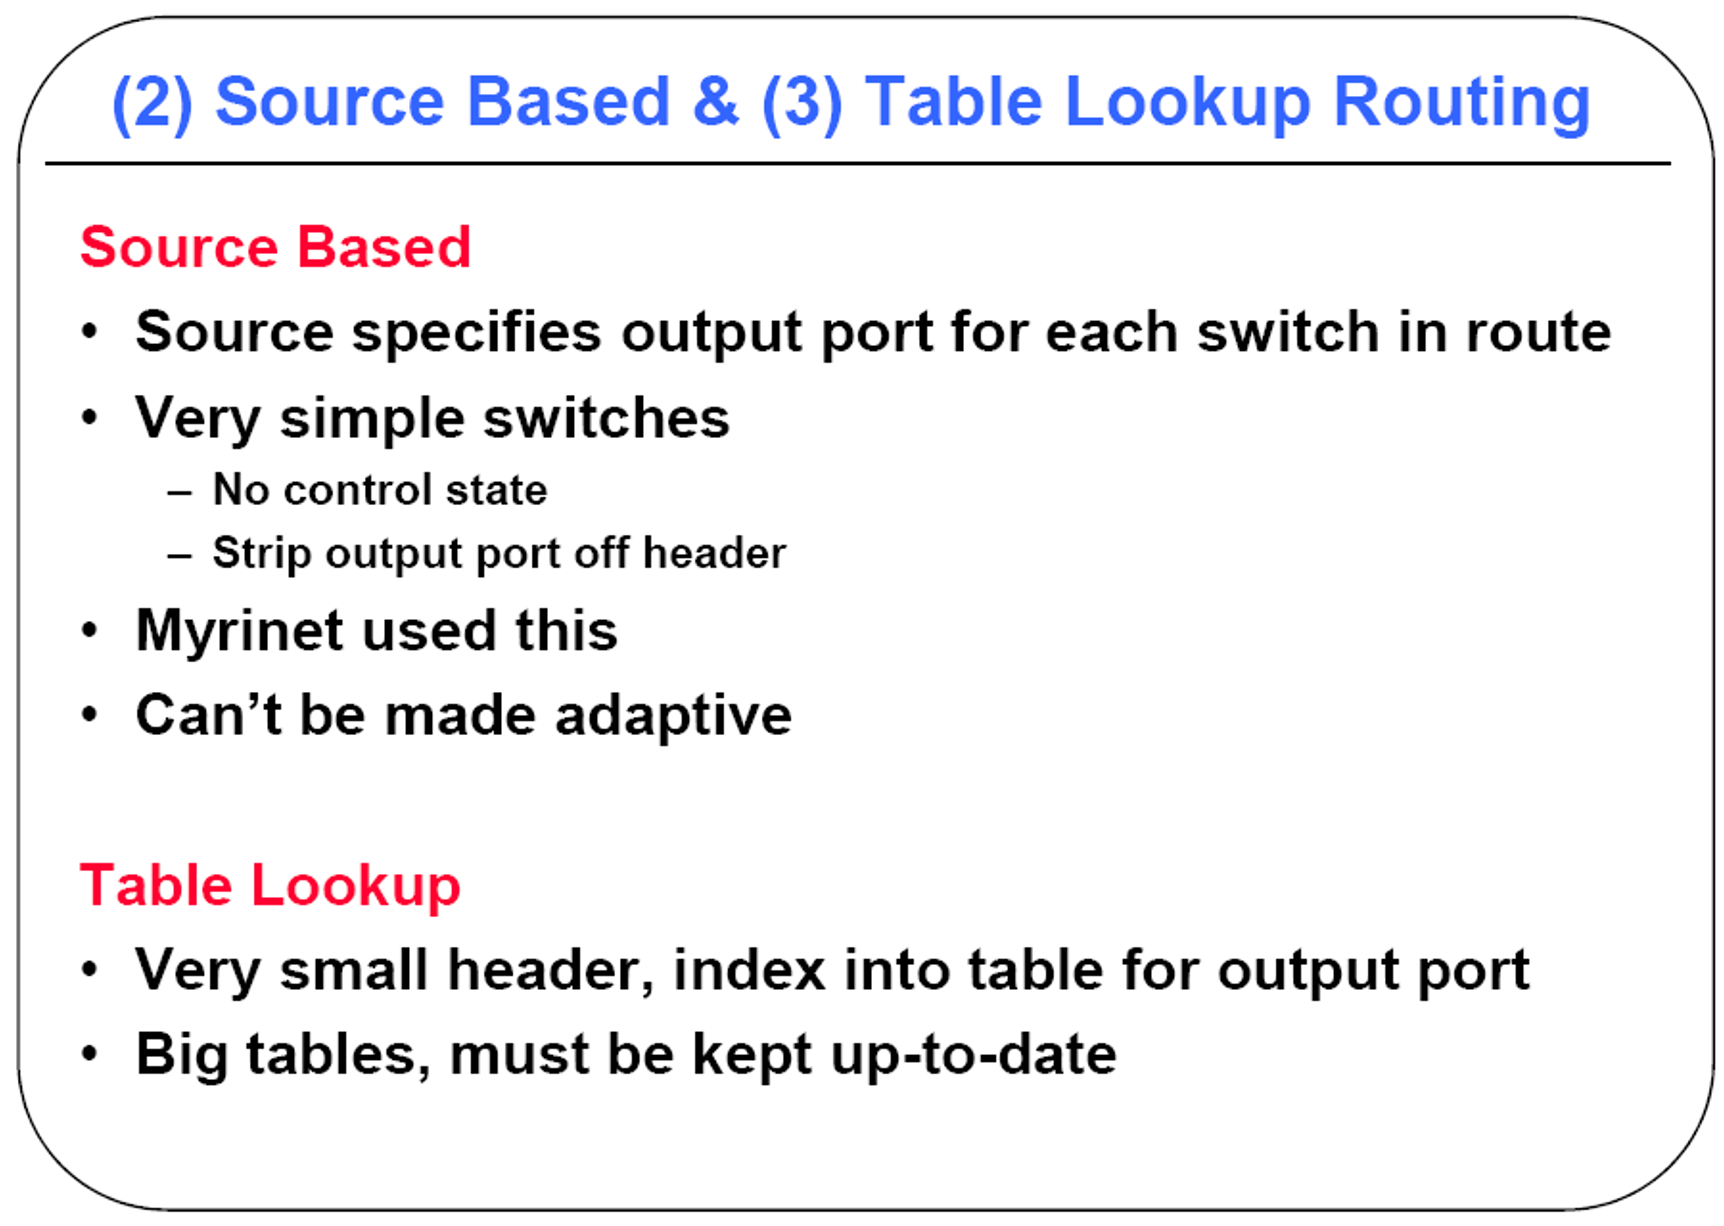 (2) Source Based & (3) Table Lookup Routing
Source Based
• Source specifies output port for each switch in route
• Very simple switches
– No control state
– Strip output port off header
• Myrinet used this
• Can’t be made adaptive
Table Lookup
• Very small header, index into table for output port
• Big tables, must be kept up-to-date